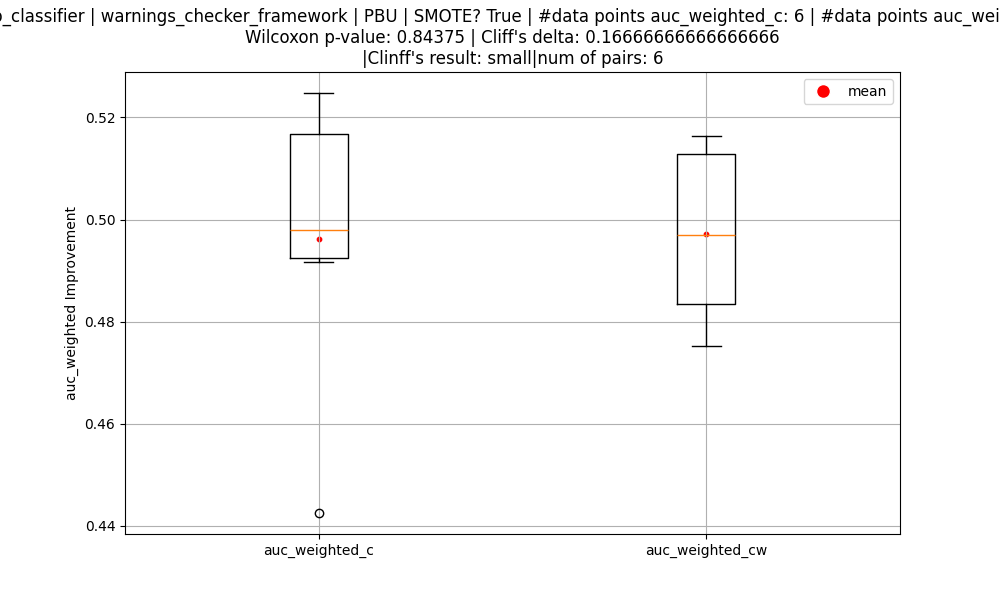 _classifier | warnings_checker_framework | PBU | SMOTE? True | #data points auc_weighted_c: 6 | #data points auc_wei
Wilcoxon p-value: 0.84375 | Cliff's delta: 0.16666666666666666
|Clinff's result: small|num of pairs: 6
mean
0.52
0.50
0.48
0.46
0.44
auc_weighted Improvement
auc_weighted_c
auc_weighted_cw